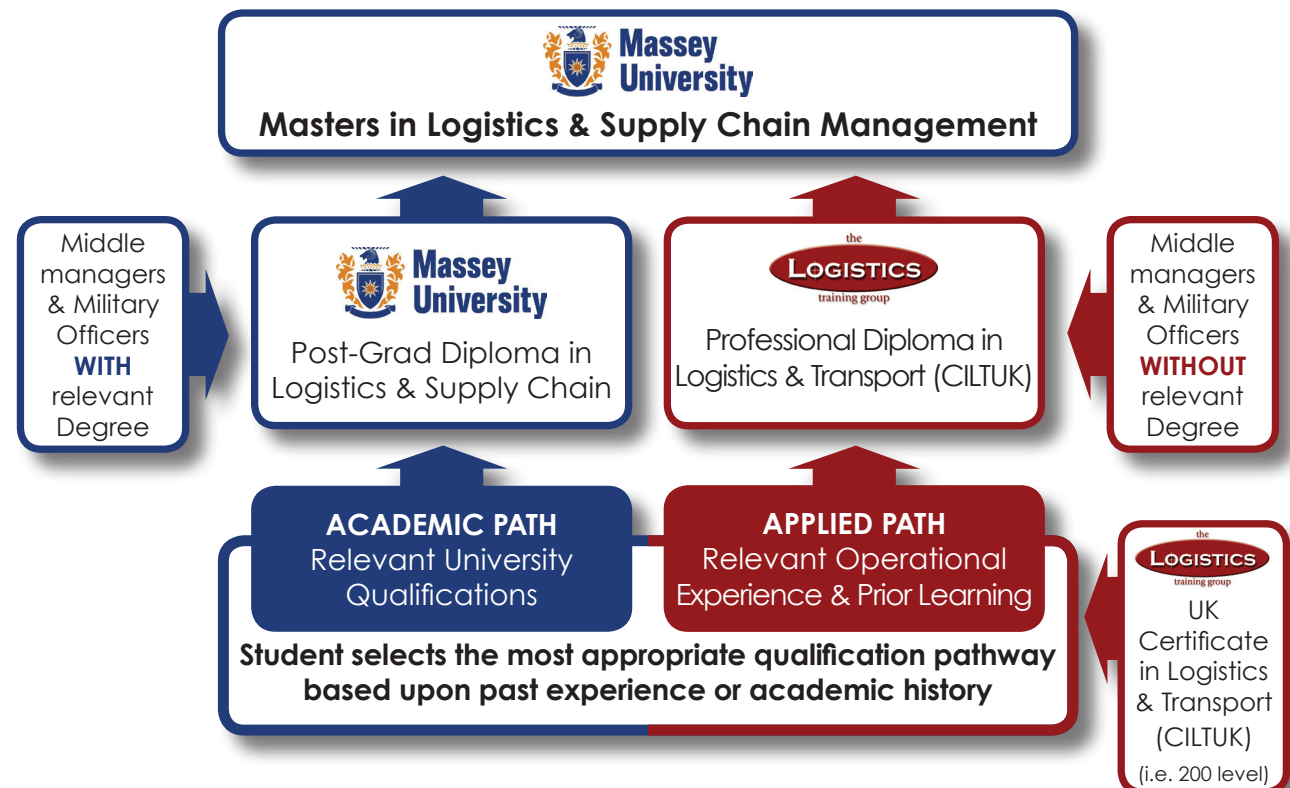 Massey
University
Masters in Logistics & Supply Chain Management
Middle
managers
& Military
Officers
WITH
relevant
Degree
Massey
University
Post-Grad Diploma in
Logistics & Supply Chain
the
LOGISTICS
training group
Professional Diploma in
Logistics & Transport (CILTUK)
Middle
managers
& Military
Officers
WITHOUT
relevant
Degree
ACADEMIC PATH
Relevant University
Qualifications
APPLIED PATH
Relevant Operational
Experience & Prior Learning
Student selects the most appropriate qualification pathway
based upon past experience or academic history
the
LOGISTICS
training group
UK
Certificate
in Logistics
& Transport
(CILTUK)
(i.e. 200 level)